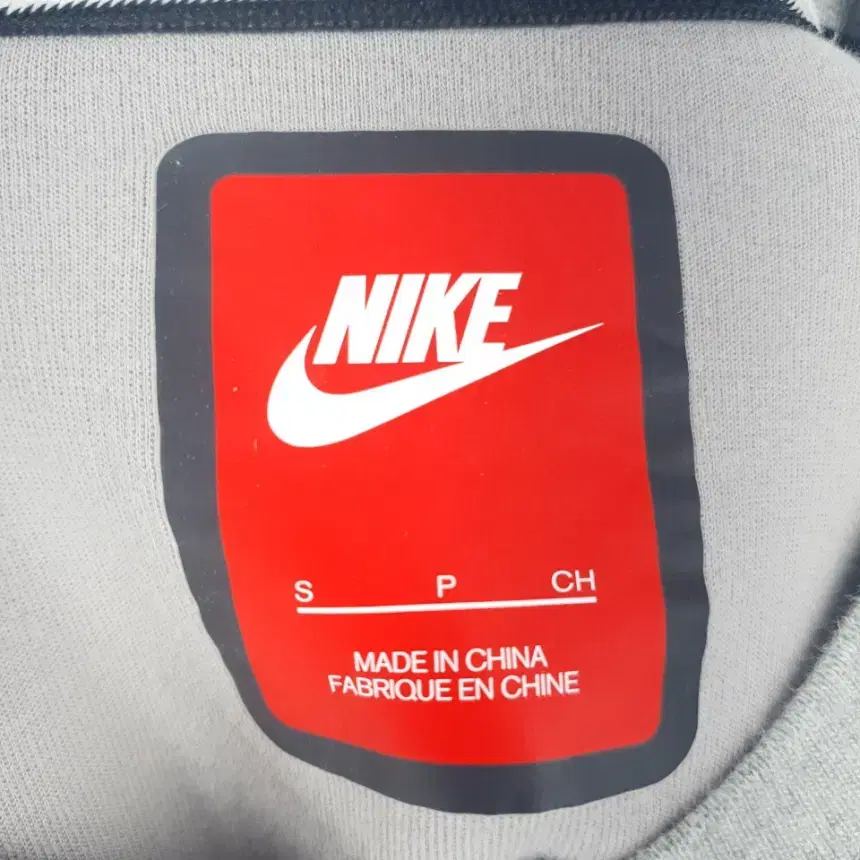 NIKE
S P CH
MADE IN CHINA
FABRIQUE EN CHINE